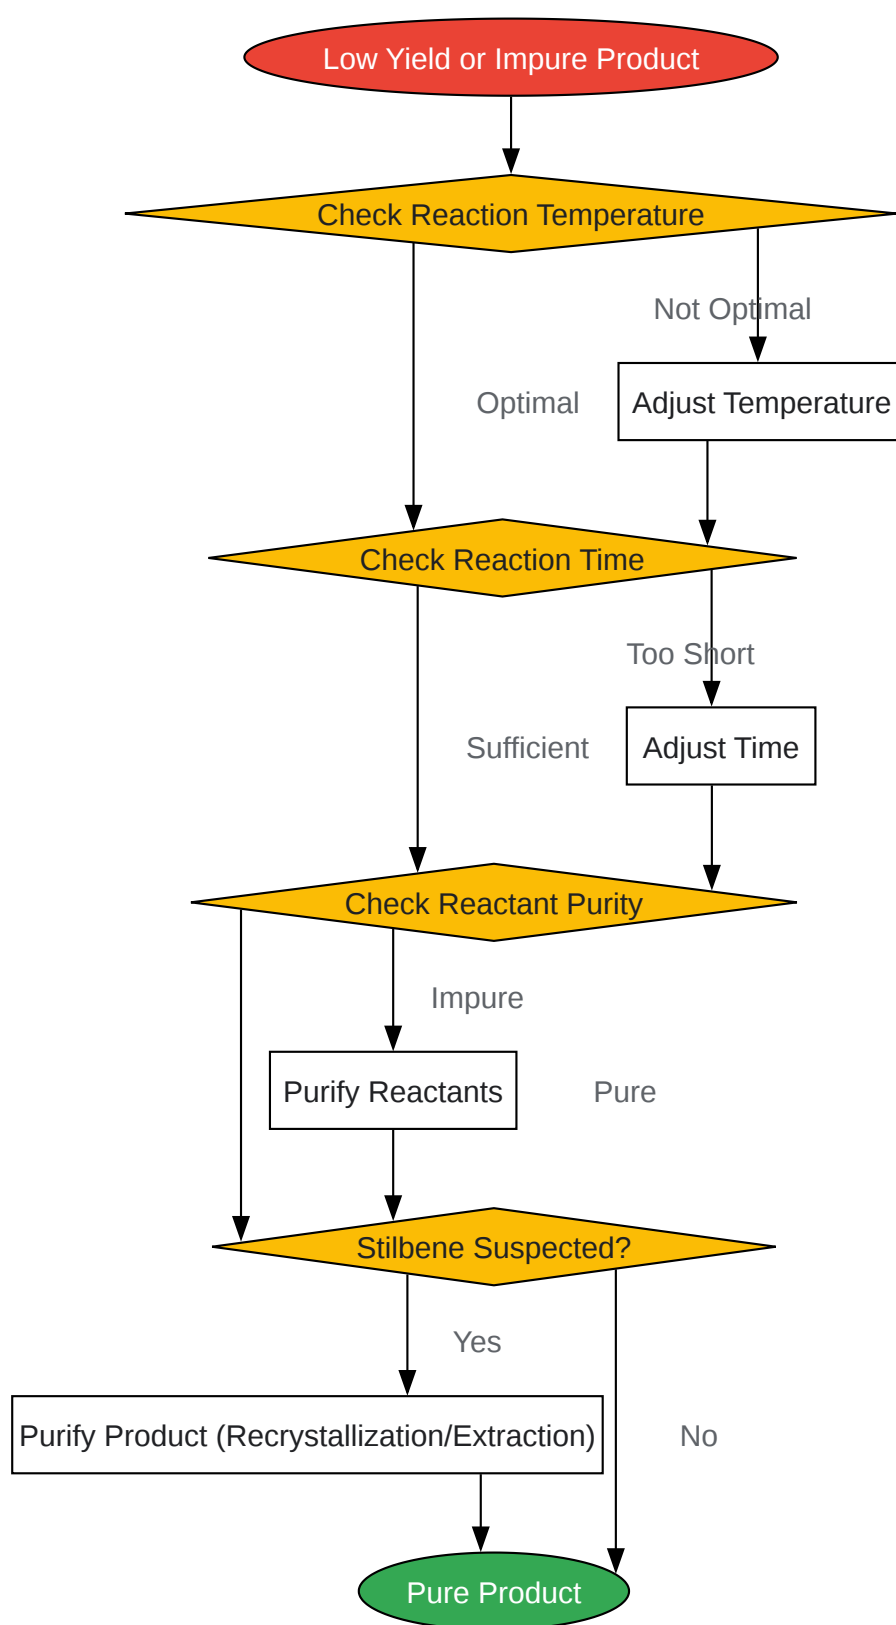 Low Yield or Impure Product
Check Reaction Temperature
Not Optimal
Optimal
Adjust Temperature
Check Reaction Time
Too Short
Sufficient
Adjust Time
Check Reactant Purity
Impure
Purify Reactants
Pure
Stilbene Suspected?
Yes
Purify Product (Recrystallization/Extraction)
No
Pure Product